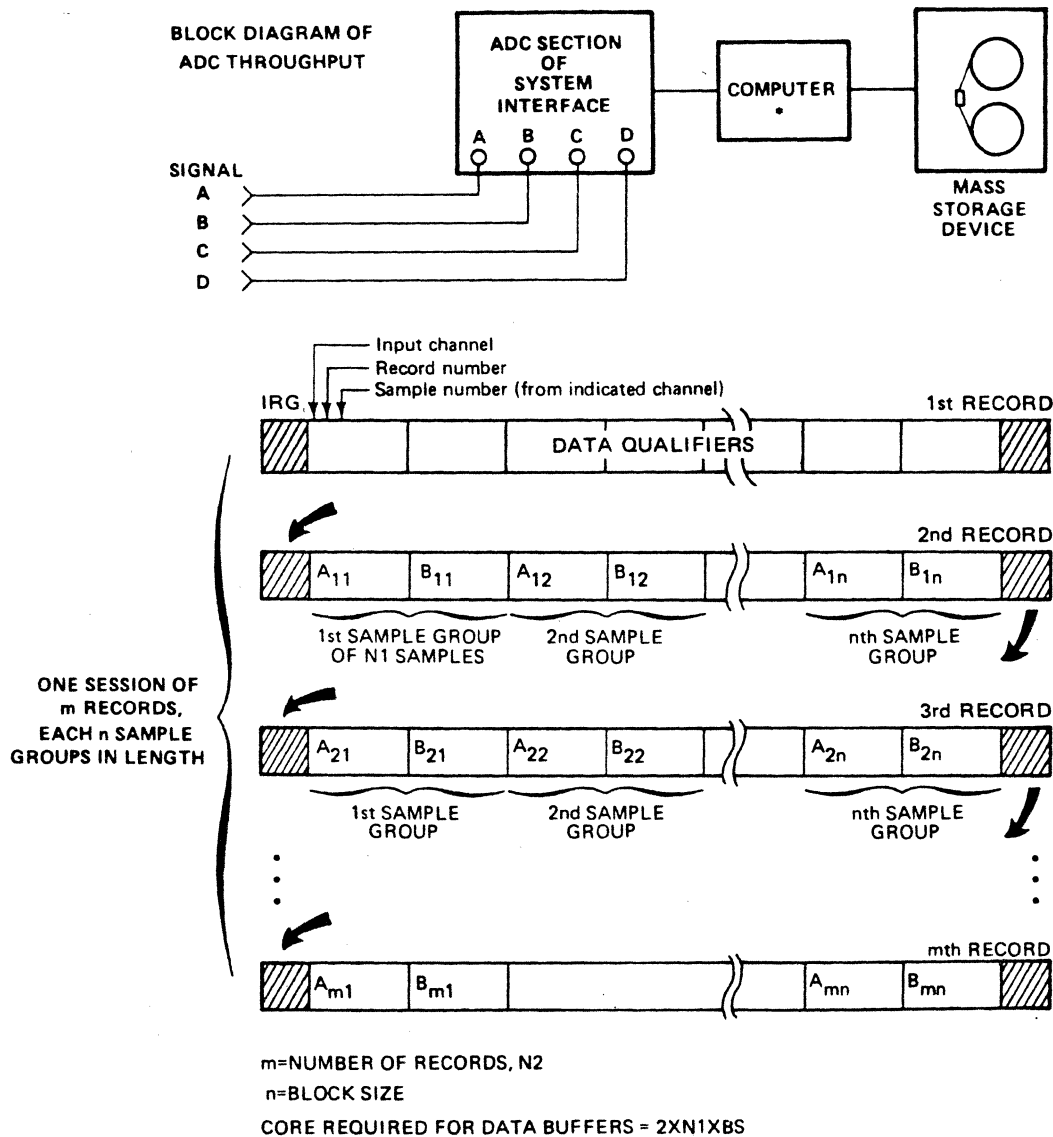 BLOCK DIAGRAM OF
ADC THROUGHPUT
ADC SECTION
OF
SYSTEM
INTERFACE
A B C D
COMPUTER
*
MASS
STORAGE
DEVICE
SIGNAL
A
B
C
D
Input channel
Record number
Sample number (from indicated channel)
IRG
1st RECORD
DATA QUALIFIERS
2nd RECORD
A11 B11 A12 B12 A1n B1n
1st SAMPLE GROUP
OF N1 SAMPLES
2nd SAMPLE
GROUP
nth SAMPLE
GROUP
ONE SESSION OF
m RECORDS,
EACH n SAMPLE
GROUPS IN LENGTH
3rd RECORD
A21 B21 A22 B22 A2n B2n
1st SAMPLE
GROUP
2nd SAMPLE
GROUP
nth SAMPLE
GROUP
mth RECORD
Am1 Bm1 Amn Bmn
m=NUMBER OF RECORDS, N2
n=BLOCK SIZE
CORE REQUIRED FOR DATA BUFFERS = 2XN1XBS